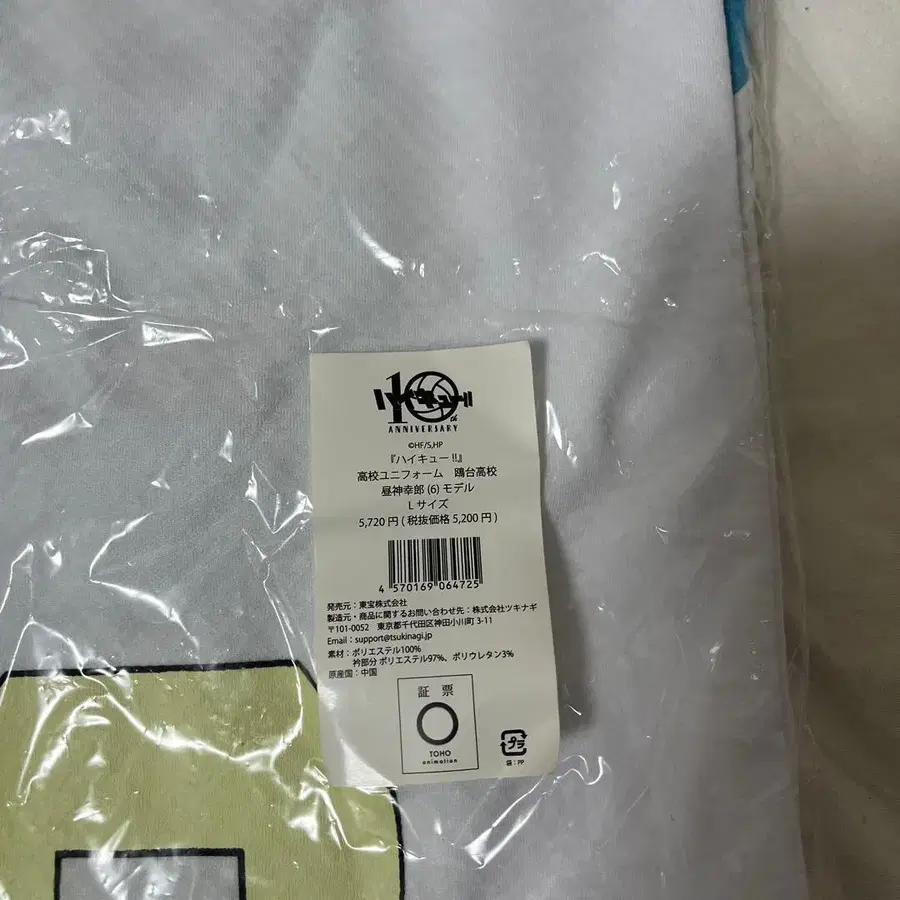 ハイキュー!!
10th
ANNIVERSARY
©HF/S,HP
『ハイキュー!!』
高校ユニフォーム　鴎台高校
昼神幸郎 (6) モデル
L サイズ
5,720 円 ( 税抜価格 5,200 円 )
4 570169 064725
発売元：東宝株式会社
製造元・商品に関するお問い合わせ先：株式会社ツキナギ
〒101-0052　東京都千代田区神田小川町 3-11
Email：support@tsukinagi.jp
素材：ポリエステル100%
衿部分 ポリエステル97%、ポリウレタン3%
原産国：中国
証 票
TOHO
animation
プラ
袋：PP